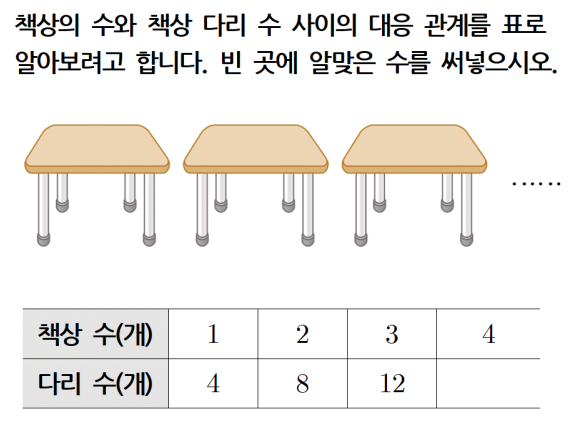 책상의 수와 책상 다리 수 사이의 대응 관계를 표로
알아보려고 합니다. 빈 곳에 알맞은 수를 써넣으시오.
……
책상 수(개) 1 2 3 4
다리 수(개) 4 8 12